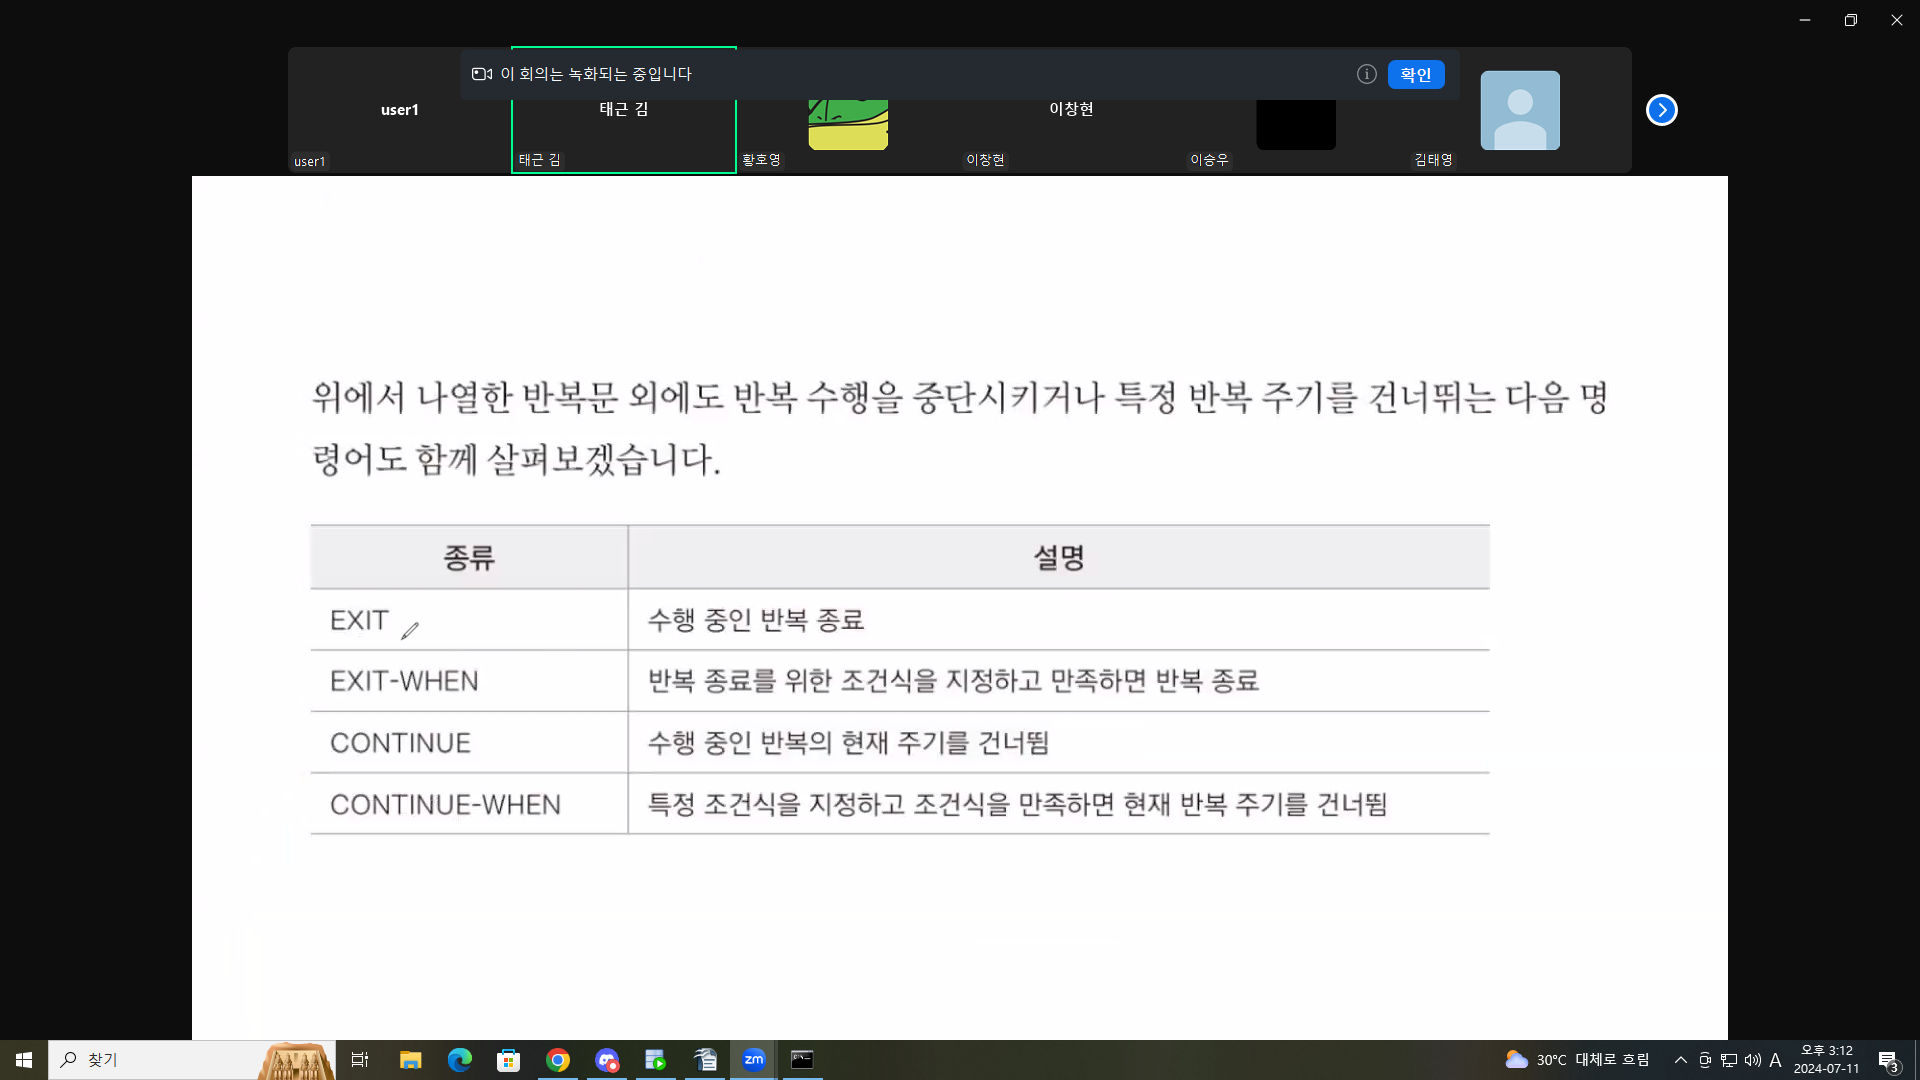 이 회의는 녹화되는 중입니다
확인
user1
태근 김
이창현
user1
태근 김
황호영
이창현
이승우
김태영
위에서 나열한 반복문 외에도 반복 수행을 중단시키거나 특정 반복 주기를 건너뛰는 다음 명
령어도 함께 살펴보겠습니다.
종류 설명
EXIT 수행 중인 반복 종료
EXIT-WHEN 반복 종료를 위한 조건식을 지정하고 만족하면 반복 종료
CONTINUE 수행 중인 반복의 현재 주기를 건너뜀
CONTINUE-WHEN 특정 조건식을 지정하고 조건식을 만족하면 현재 반복 주기를 건너뜀
찾기
zm
30°C 대체로 흐림
A
오후 3:12
2024-07-11
3